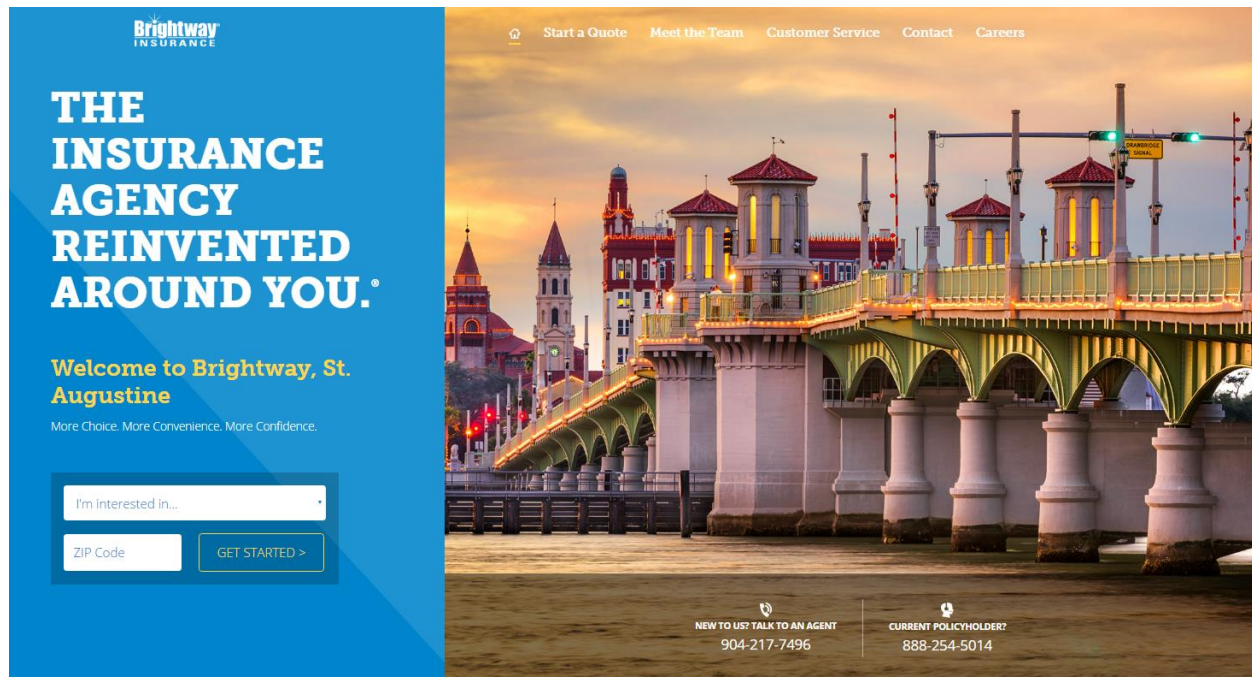 Brightway
INSURANCE
Start a Quote Meet the Team Customer Service Contact Careers
THE
INSURANCE
AGENCY
REINVENTED
AROUND YOU.®
Welcome to Brightway, St.
Augustine
More Choice. More Convenience. More Confidence.
I'm interested in...
ZIP Code GET STARTED >
DRAWBRIDGE
SIGNAL
NEW TO US? TALK TO AN AGENT
904-217-7496
CURRENT POLICYHOLDER?
888-254-5014